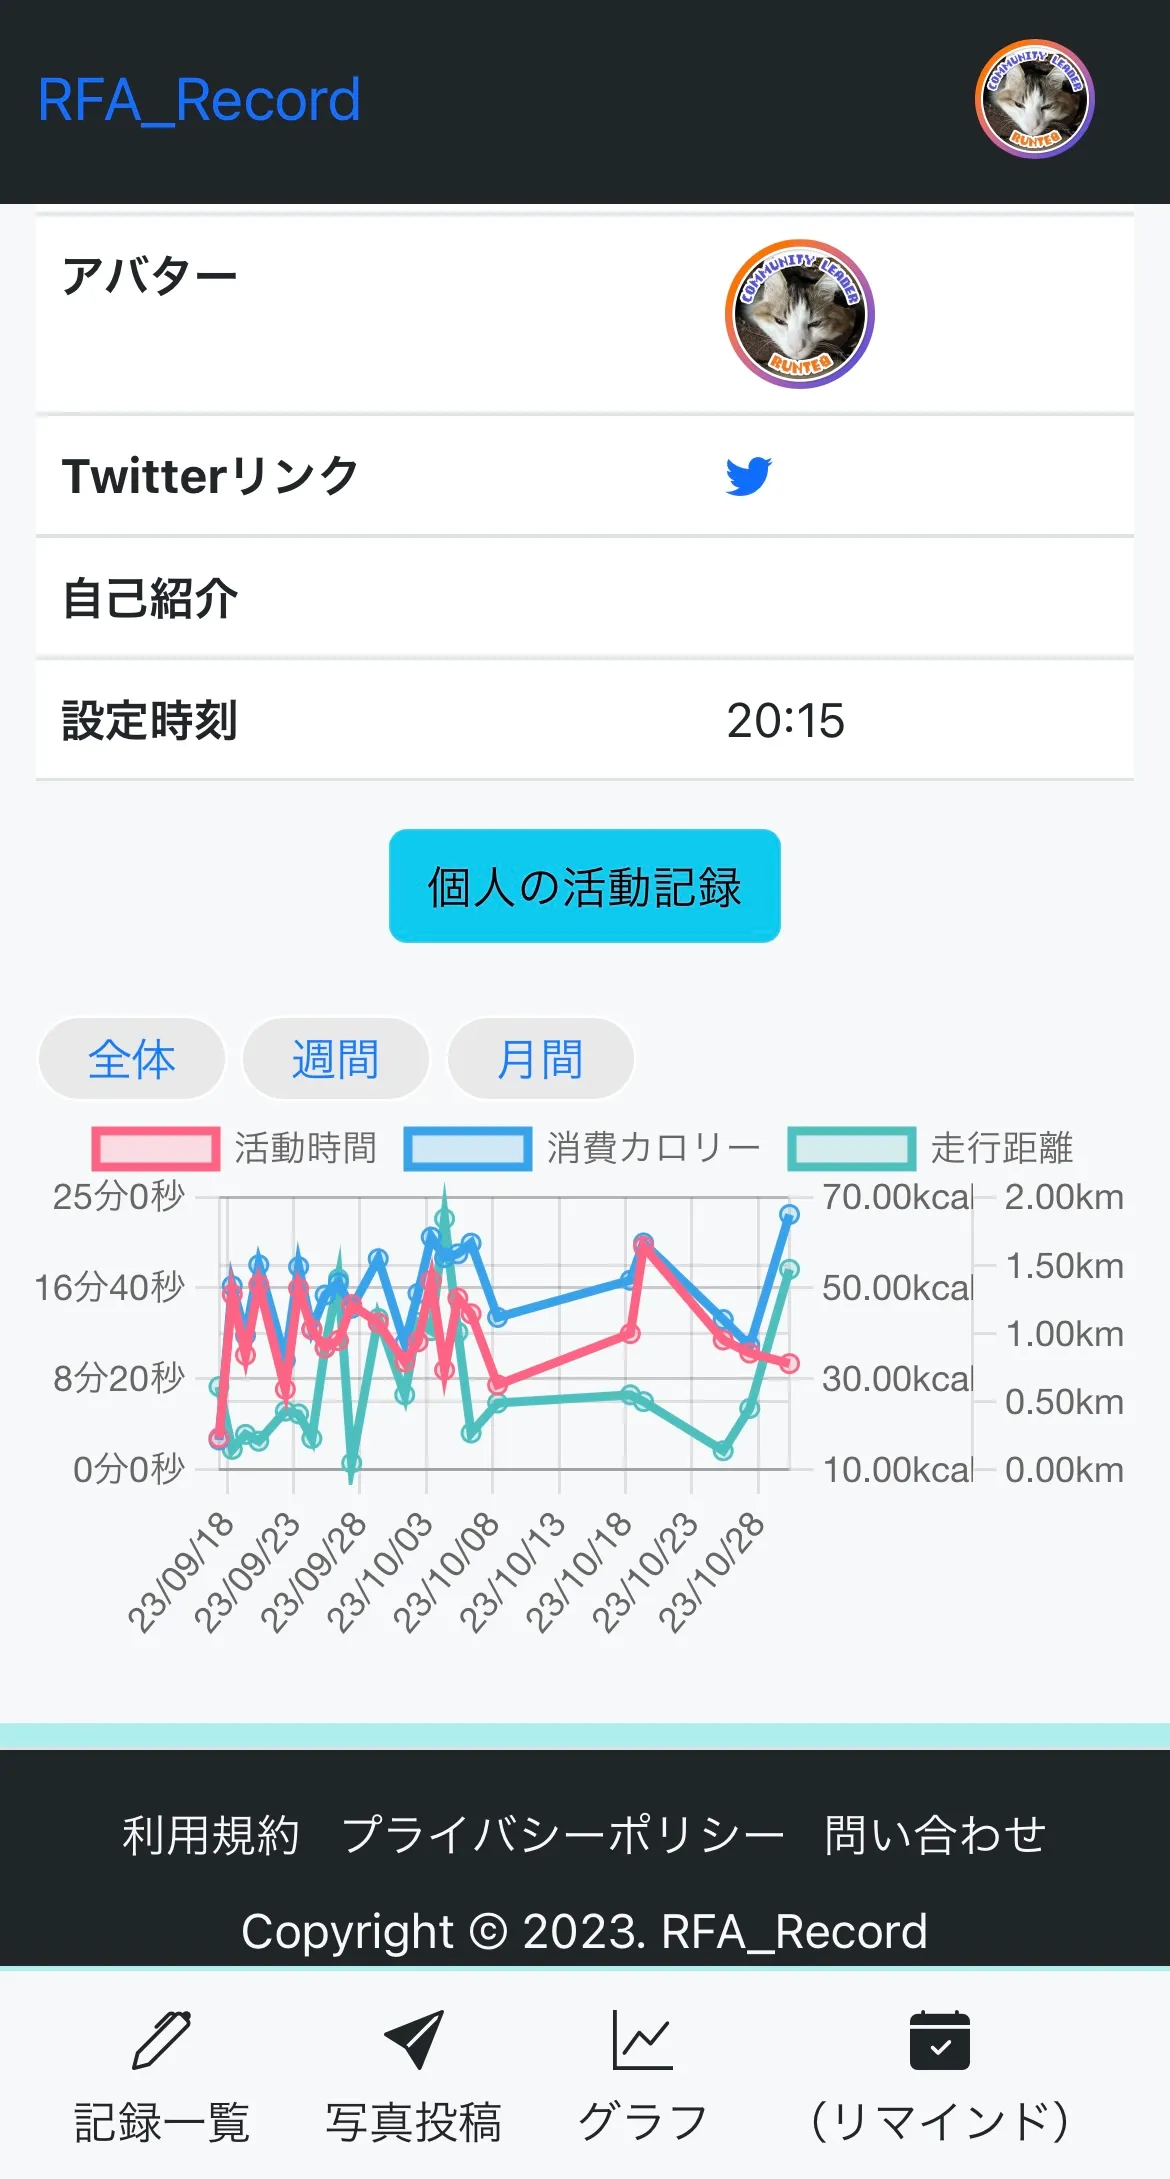 RFA_Record
COMMUNITY LEADER
RUNTEQ
アバター
COMMUNITY LEADER
RUNTEQ
Twitterリンク
自己紹介
設定時刻 20:15
個人の活動記録
全体 週間 月間
活動時間 消費カロリー 走行距離
25分0秒 70.00kcal 2.00km
1.50km
16分40秒 50.00kcal
1.00km
8分20秒 30.00kcal
0.50km
0分0秒 10.00kcal 0.00km
23/09/18 23/09/23 23/09/28 23/10/03 23/10/08 23/10/13 23/10/18 23/10/23 23/10/28
利用規約 プライバシーポリシー 問い合わせ
Copyright © 2023. RFA_Record
記録一覧 写真投稿 グラフ (リマインド)